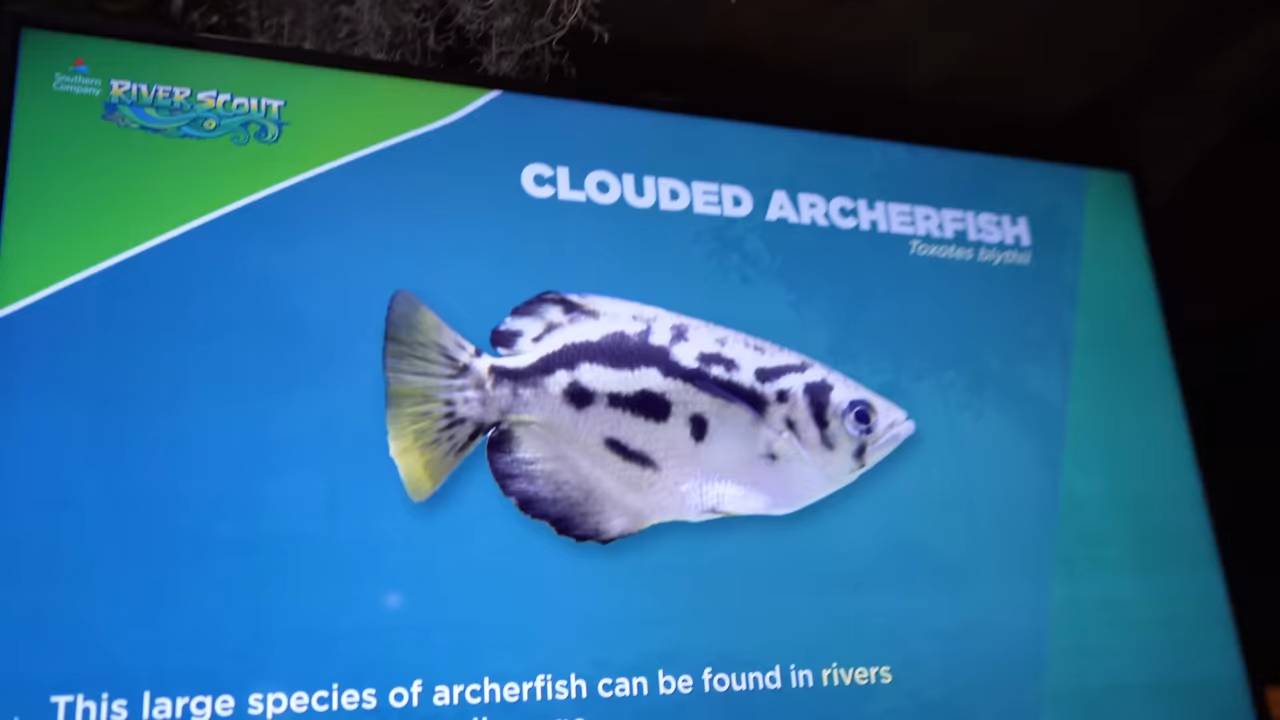 Southern
Company
RIVER SCOUT
CLOUDED ARCHERFISH
Toxotes blythii
This large species of archerfish can be found in rivers